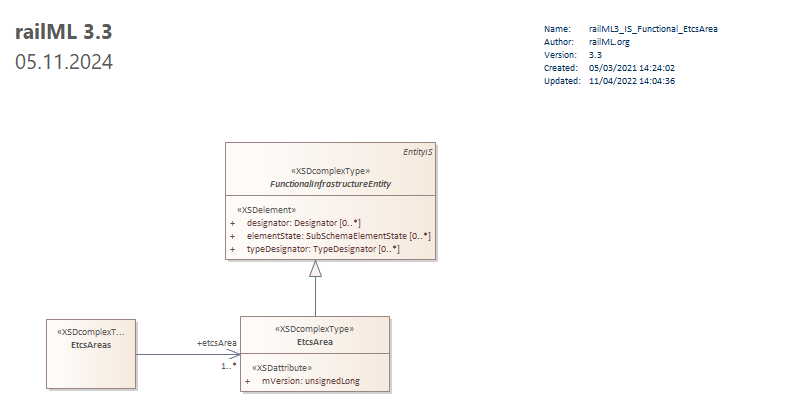 railML 3.3
05.11.2024
Name: railML3_IS_Functional_EtcsArea
Author: railML.org
Version: 3.3
Created: 05/03/2021 14:24:02
Updated: 11/04/2022 14:04:36
EntityIS
«XSDcomplexType»
FunctionalInfrastructureEntity
«XSDelement»
+ designator: Designator [0..*]
+ elementState: SubSchemaElementState [0..*]
+ typeDesignator: TypeDesignator [0..*]
«XSDcomplexT...
EtcsAreas
+etcsArea
1..*
«XSDcomplexType»
EtcsArea
«XSDattribute»
+ mVersion: unsignedLong